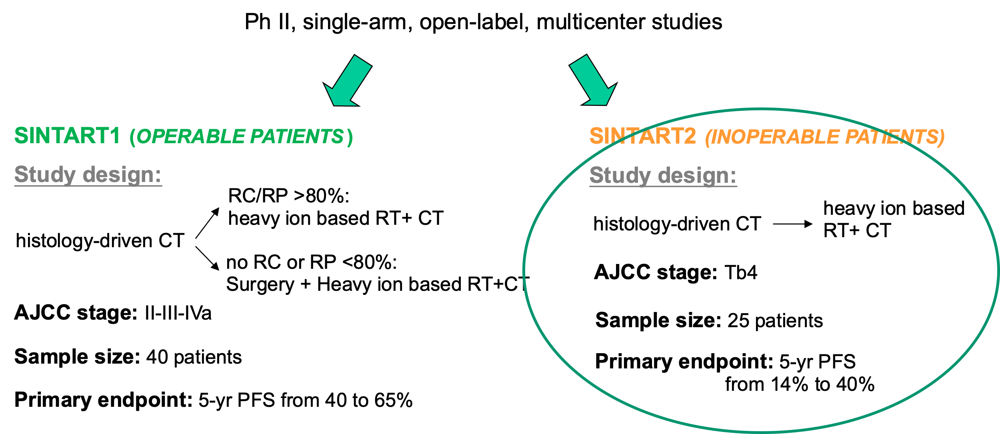 Ph II, single-arm, open-label, multicenter studies
SINTART1 (OPERABLE PATIENTS)
Study design:
RC/RP >80%:
heavy ion based RT+ CT
histology-driven CT
no RC or RP <80%:
Surgery + Heavy ion based RT+CT
AJCC stage: II-III-IVa
Sample size: 40 patients
Primary endpoint: 5-yr PFS from 40 to 65%
SINTART2 (INOPERABLE PATIENTS)
Study design:
heavy ion based
histology-driven CT
RT+ CT
AJCC stage: Tb4
Sample size: 25 patients
Primary endpoint: 5-yr PFS
from 14% to 40%